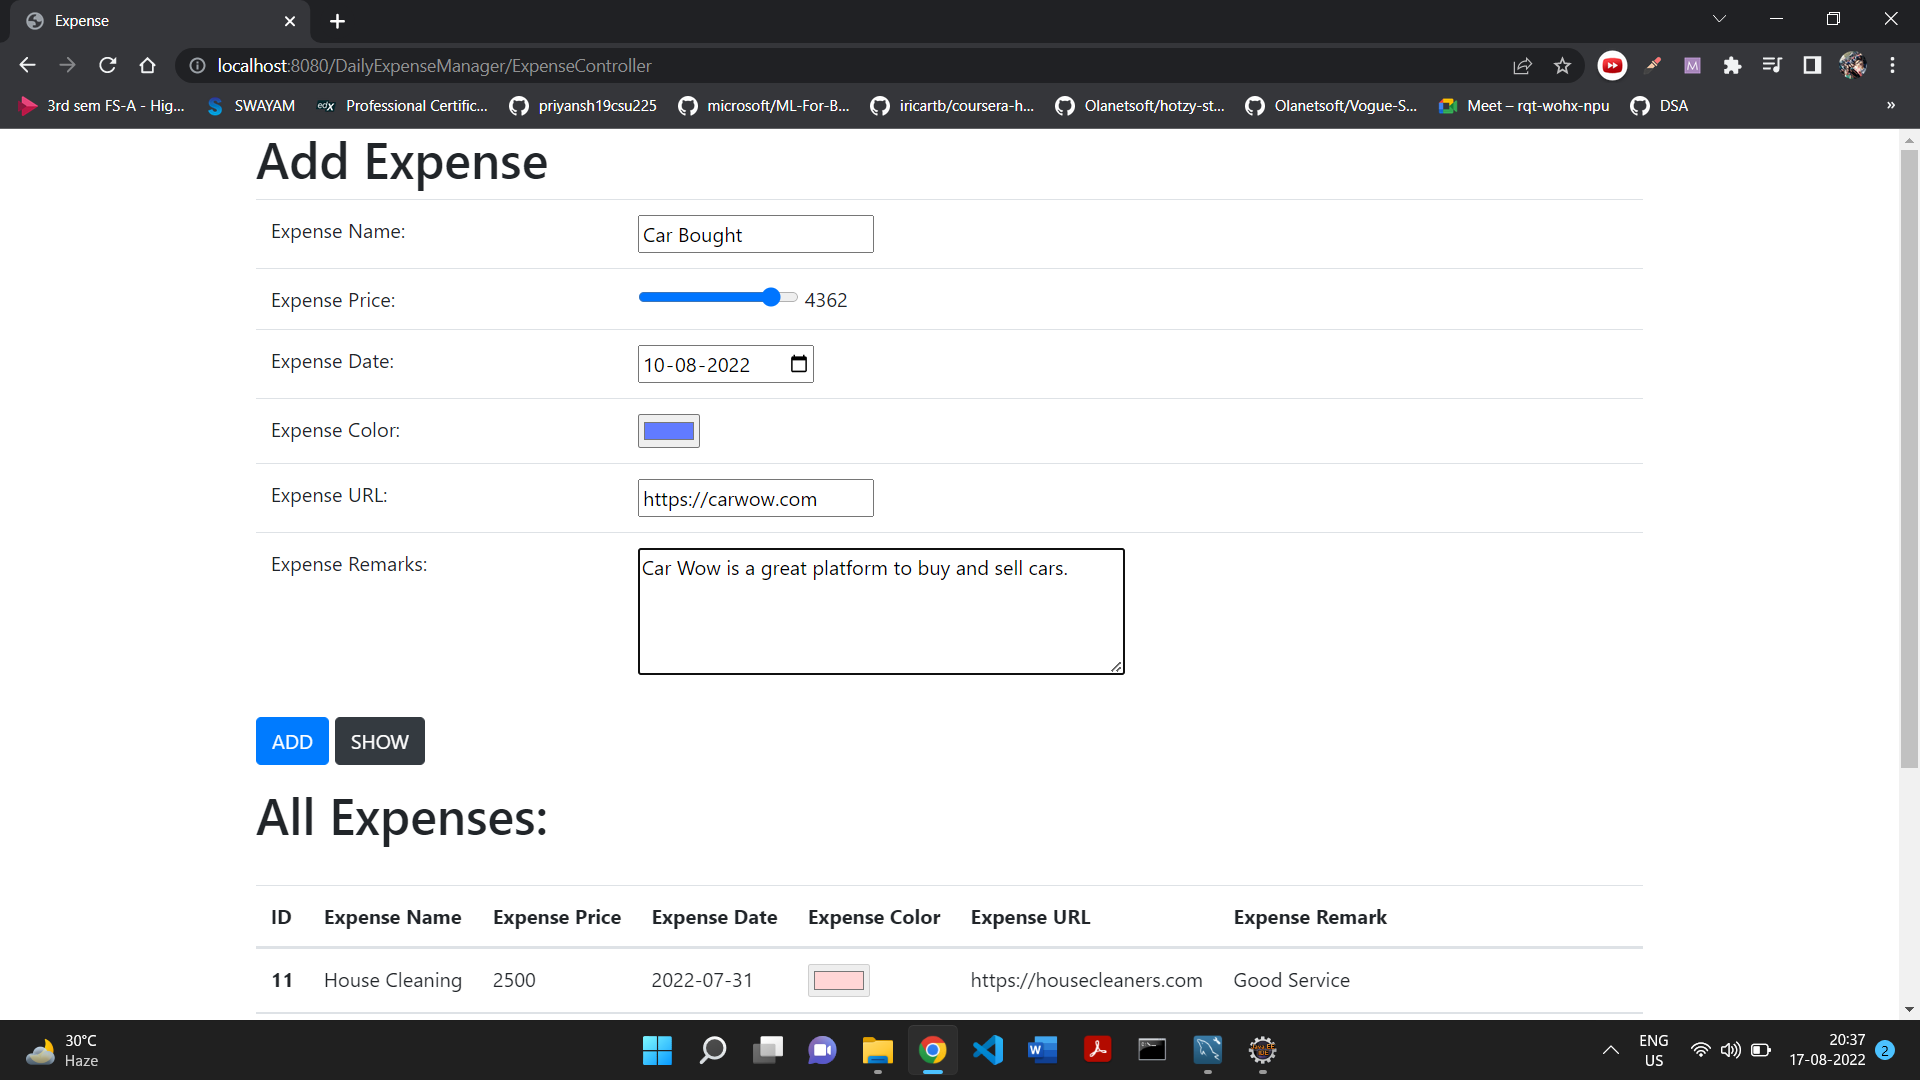 Expense
localhost:8080/DailyExpenseManager/ExpenseController
3rd sem FS-A - Hig...
SWAYAM
edX
Professional Certific...
priyansh19csu225
microsoft/ML-For-B...
iricartb/coursera-h...
Olanetsoft/hotzy-st...
Olanetsoft/Vogue-S...
Meet – rqt-wohx-npu
DSA
»
Add Expense
Expense Name:
Car Bought
Expense Price:
4362
Expense Date:
10-08-2022
Expense Color:
Expense URL:
https://carwow.com
Expense Remarks:
Car Wow is a great platform to buy and sell cars.
ADD
SHOW
All Expenses:
ID Expense Name Expense Price Expense Date Expense Color Expense URL Expense Remark
11 House Cleaning 2500 2022-07-31 https://housecleaners.com Good Service
30°C
Haze
ENG
US
20:37
17-08-2022
2